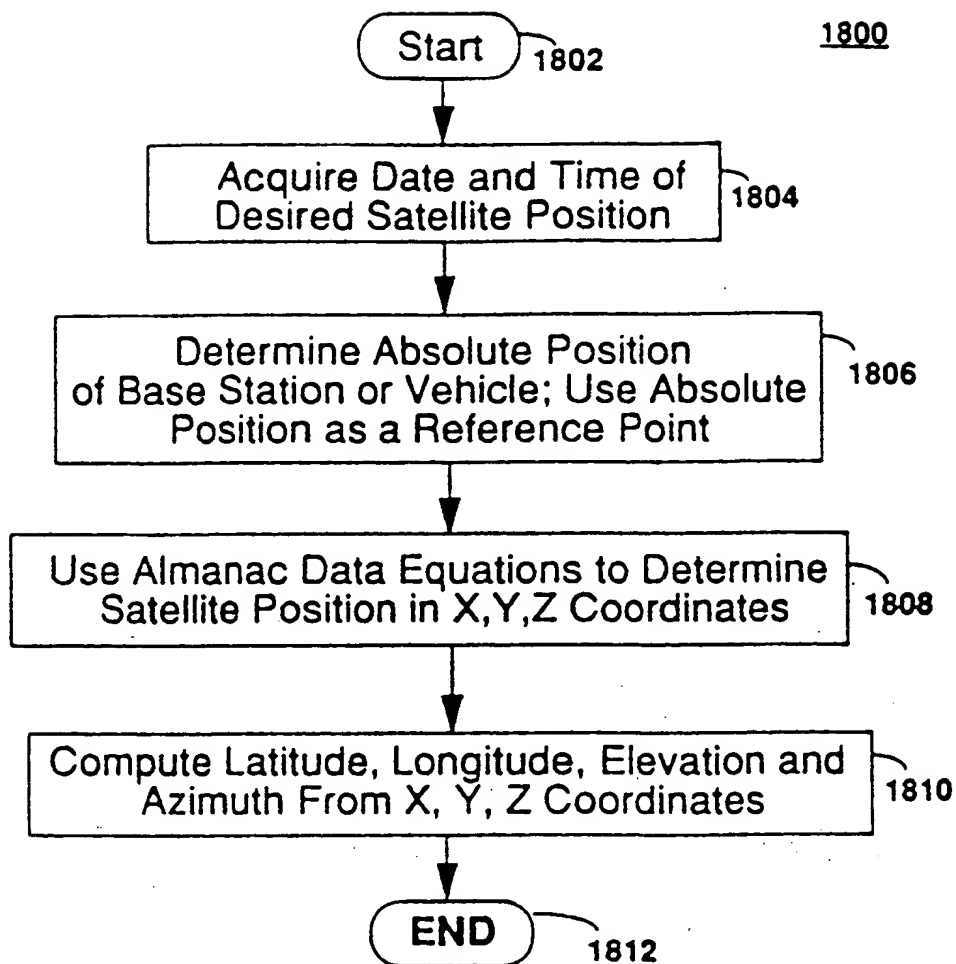 1800
Start
1802
Acquire Date and Time of
Desired Satellite Position
1804
Determine Absolute Position
of Base Station or Vehicle; Use Absolute
Position as a Reference Point
1806
Use Almanac Data Equations to Determine
Satellite Position in X,Y,Z Coordinates
1808
Compute Latitude, Longitude, Elevation and
Azimuth From X, Y, Z Coordinates
1810
END
1812